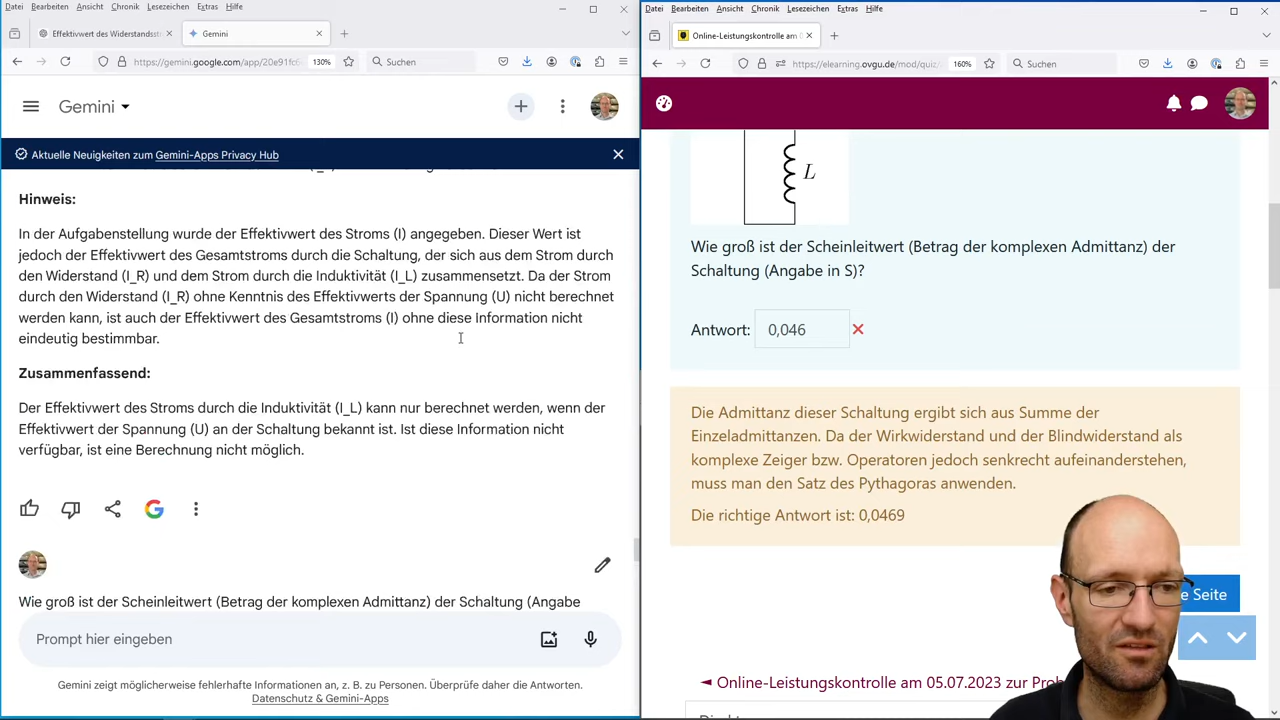 Datei Bearbeiten Ansicht Chronik Lesezeichen Extras Hilfe
Effektivwert des Widerstandsst
Gemini
https://gemini.google.com/app/20e91fc6
130%
Suchen
Gemini
Aktuelle Neuigkeiten zum Gemini-Apps Privacy Hub
Hinweis:
In der Aufgabenstellung wurde der Effektivwert des Stroms (I) angegeben. Dieser Wert ist
jedoch der Effektivwert des Gesamtstroms durch die Schaltung, der sich aus dem Strom durch
den Widerstand (I_R) und dem Strom durch die Induktivität (I_L) zusammensetzt. Da der Strom
durch den Widerstand (I_R) ohne Kenntnis des Effektivwerts der Spannung (U) nicht berechnet
werden kann, ist auch der Effektivwert des Gesamtstroms (I) ohne diese Information nicht
eindeutig bestimmbar.
Zusammenfassend:
Der Effektivwert des Stroms durch die Induktivität (I_L) kann nur berechnet werden, wenn der
Effektivwert der Spannung (U) an der Schaltung bekannt ist. Ist diese Information nicht
verfügbar, ist eine Berechnung nicht möglich.
Wie groß ist der Scheinleitwert (Betrag der komplexen Admittanz) der Schaltung (Angabe
Prompt hier eingeben
Gemini zeigt möglicherweise fehlerhafte Informationen an, z. B. zu Personen. Überprüfe daher die Antworten.
Datenschutz & Gemini-Apps
Datei Bearbeiten Ansicht Chronik Lesezeichen Extras Hilfe
Online-Leistungskontrolle am 0
https://elearning.ovgu.de/mod/quiz/
160%
Suchen
L
Wie groß ist der Scheinleitwert (Betrag der komplexen Admittanz) der
Schaltung (Angabe in S)?
Antwort: 0,046
Die Admittanz dieser Schaltung ergibt sich aus Summe der
Einzeladmittanzen. Da der Wirkwiderstand und der Blindwiderstand als
komplexe Zeiger bzw. Operatoren jedoch senkrecht aufeinanderstehen,
muss man den Satz des Pythagoras anwenden.
Die richtige Antwort ist: 0,0469
e Seite
◄ Online-Leistungskontrolle am 05.07.2023 zur Prob